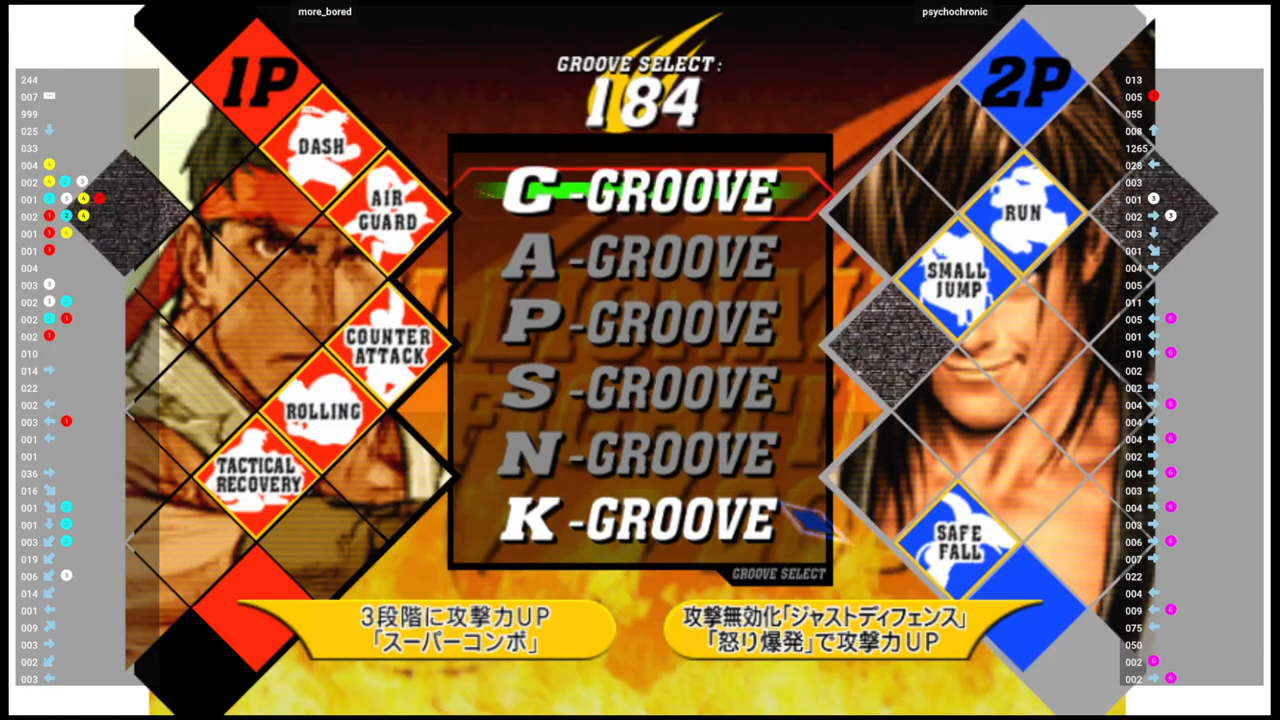 more_bored
psychochronic
1P
GROOVE SELECT:
184
2P
DASH
AIR
GUARD
COUNTER
ATTACK
ROLLING
TACTICAL
RECOVERY
C-GROOVE
A-GROOVE
P-GROOVE
S-GROOVE
N-GROOVE
K-GROOVE
GROOVE SELECT
RUN
SMALL
JUMP
SAFE
FALL
3段階に攻撃力UP
「スーパーコンボ」
攻撃無効化「ジャストディフェンス」
「怒り爆発」で攻撃力UP
244
007
999
025
033
004
002
001
002
001
001
004
003
002
002
002
010
014
022
002
003
001
001
036
016
001
001
003
019
006
014
001
009
003
002
003
013
005
055
008
1265
028
003
001
002
003
001
004
005
011
005
001
010
002
002
004
004
004
002
004
003
004
003
006
007
022
004
009
075
050
002
002